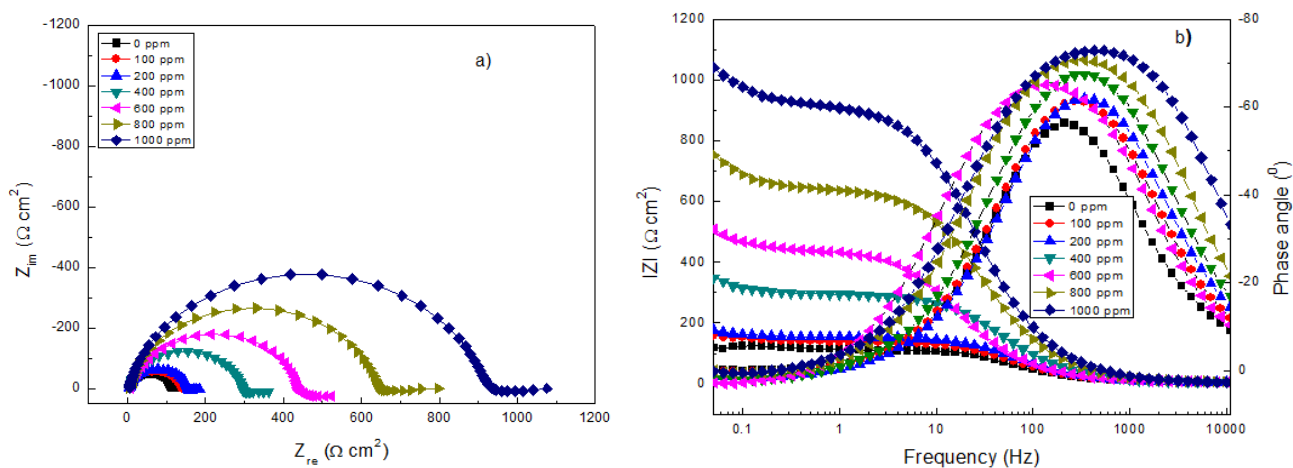 a)
-1200
-1000
-800
-600
-400
-200
0
Z_im (Ω cm²)
0 ppm
100 ppm
200 ppm
400 ppm
600 ppm
800 ppm
1000 ppm
0 200 400 600 800 1000 1200
Z_re (Ω cm²)
b)
1200
1000
800
600
400
200
0
IZI (Ω cm²)
0 ppm
100 ppm
200 ppm
400 ppm
600 ppm
800 ppm
1000 ppm
-80
-60
-40
-20
0
Phase angle (⁰)
0.1 1 10 100 1000 10000
Frequency (Hz)